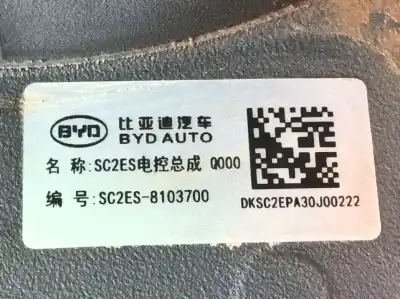 BYD 比亚迪汽车
BYD AUTO
名 称:SC2ES电控总成 Q000
编 号:SC2ES-8103700
DKSC2EPA30J00222